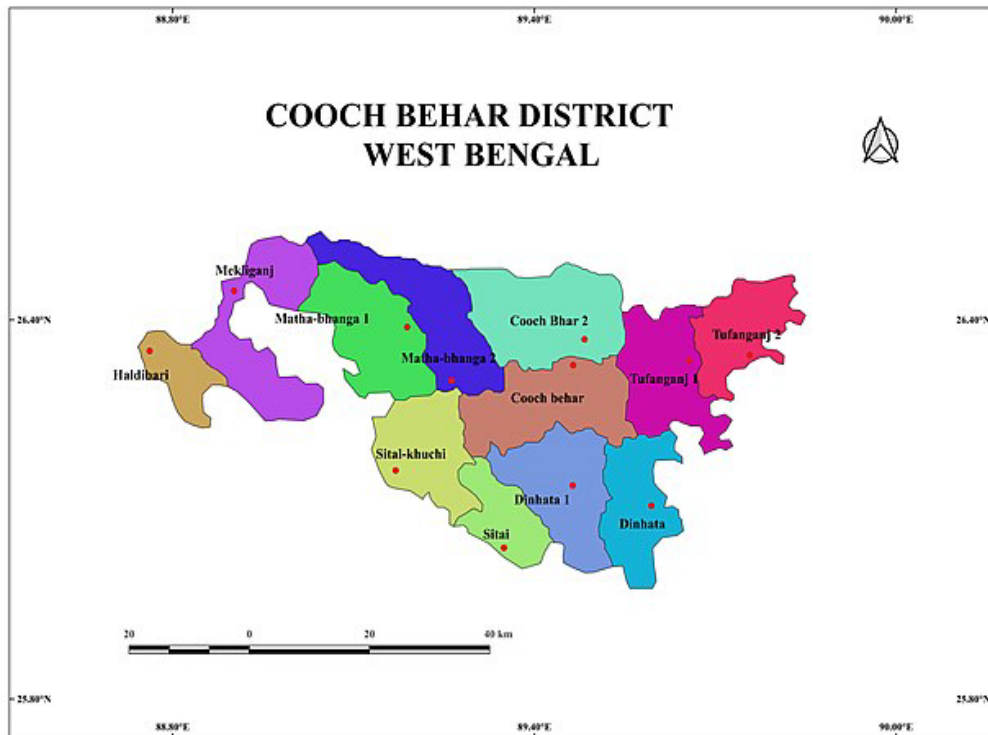 88.80°E
89.40°E
90.00°E
COOCH BEHAR DISTRICT
WEST BENGAL
Mekliganj
26.40°N
26.40°N
Matha-bhanga 1
Cooch Bhar 2
Tufanganj 2
Matha-bhanga 2
Haldibari
Tufanganj 1
Cooch behar
Sital-khuchi
Dinhata 1
Dinhata
Sitai
20
0
20
40 km
25.80°N
25.80°N
88.80°E
89.40°E
90.00°E